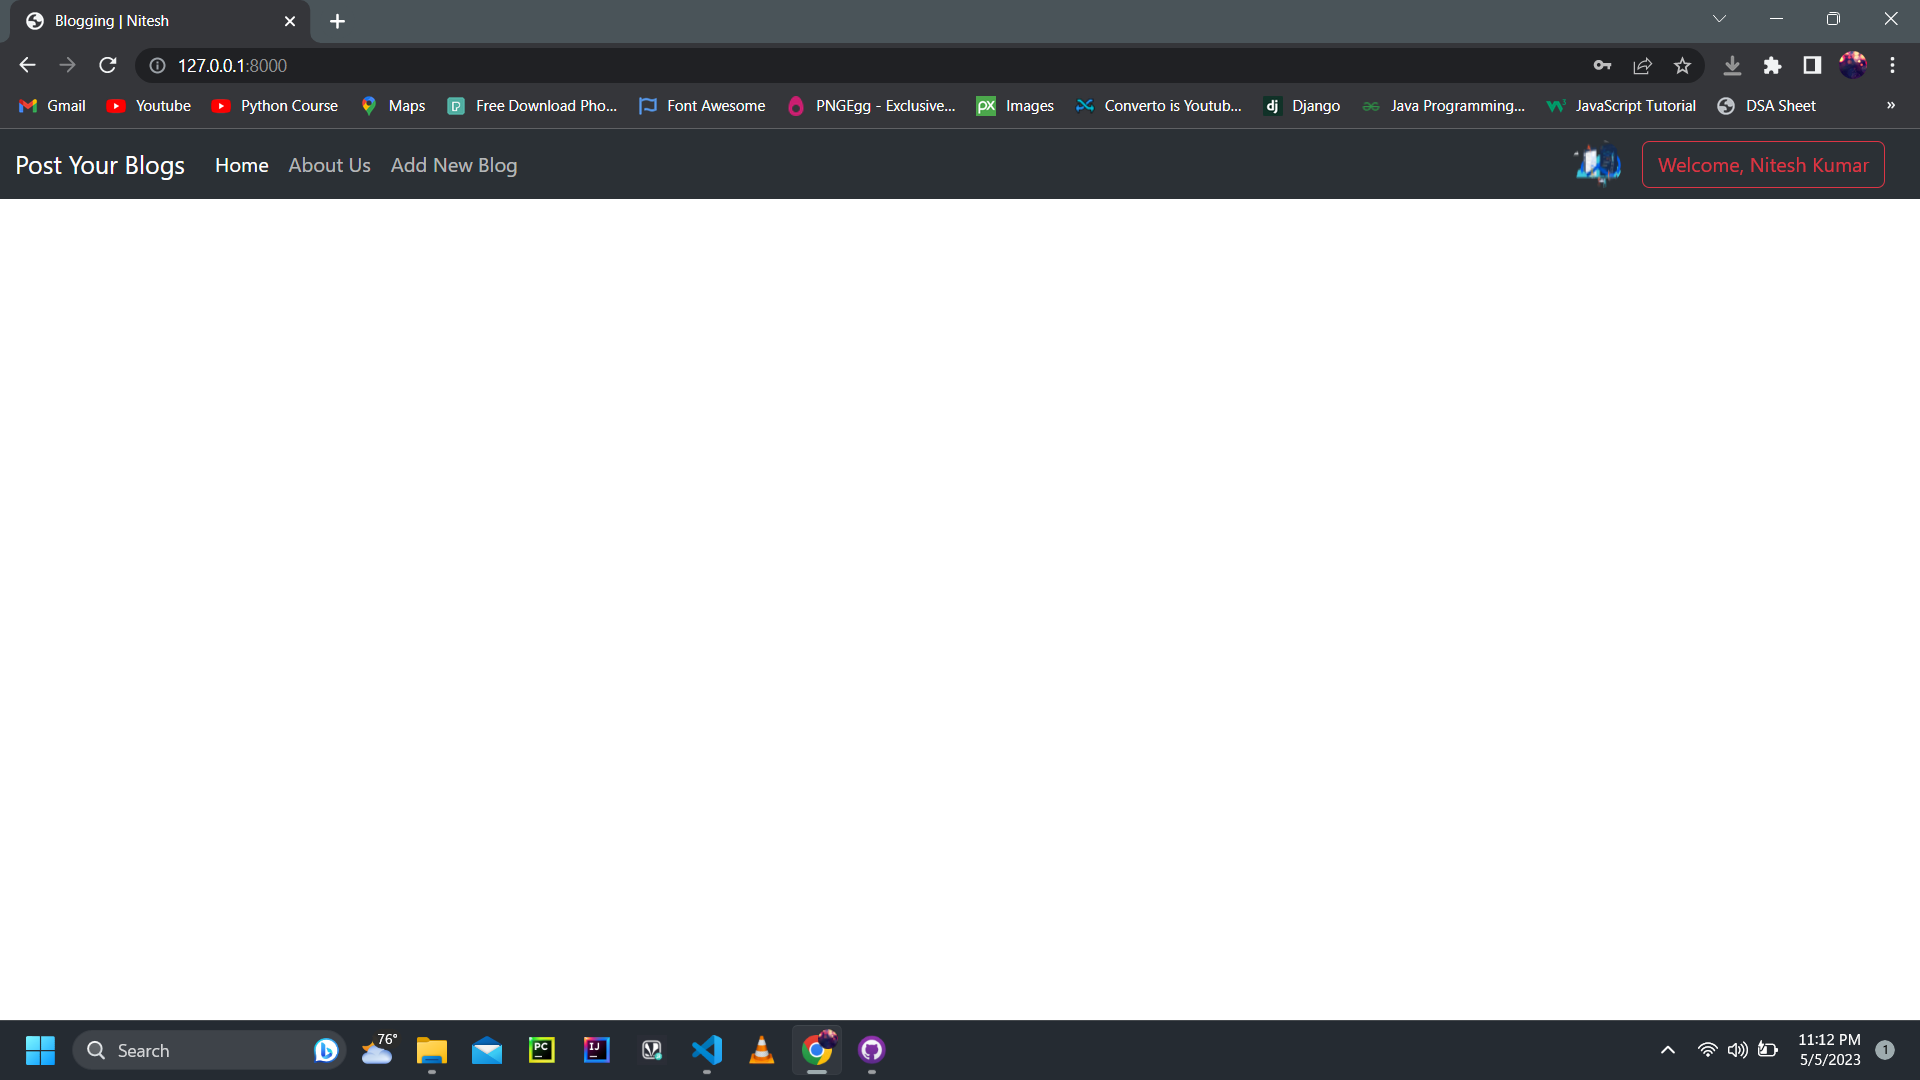 Blogging | Nitesh
127.0.0.1:8000
Gmail Youtube Python Course Maps Free Download Pho... Font Awesome PNGEgg - Exclusive... Images Converto is Youtub... Django Java Programming... JavaScript Tutorial DSA Sheet »
Post Your Blogs Home About Us Add New Blog Welcome, Nitesh Kumar
Search 76° 11:12 PM
5/5/2023 1